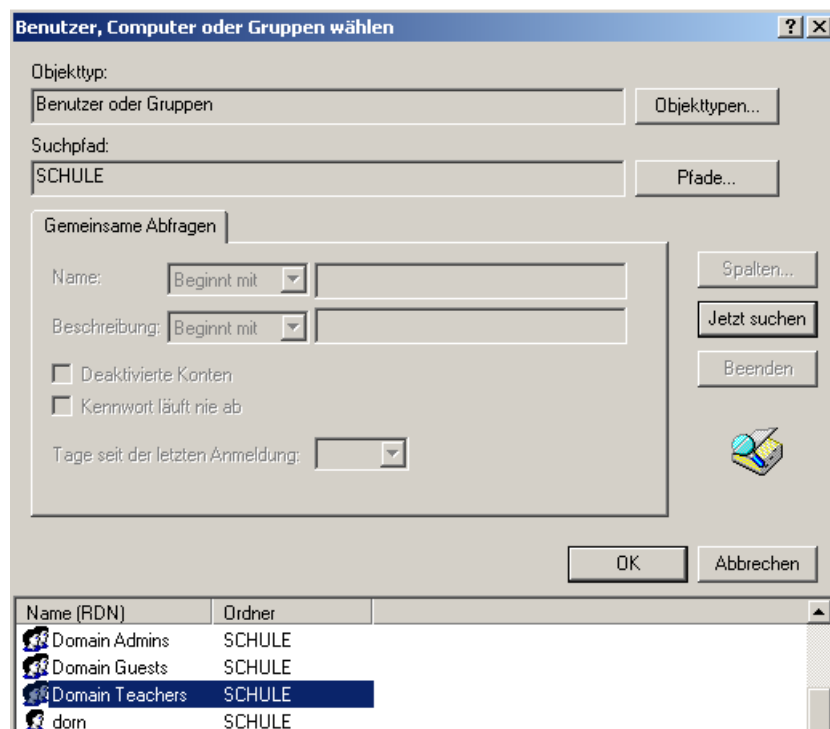 Benutzer, Computer oder Gruppen wählen
Objekttyp:
Benutzer oder Gruppen
Objekttypen...
Suchpfad:
SCHULE
Pfade...
Gemeinsame Abfragen
Name:
Beginnt mit
Spalten...
Beschreibung:
Beginnt mit
Jetzt suchen
Deaktivierte Konten
Beenden
Kennwort läuft nie ab
Tage seit der letzten Anmeldung:
OK
Abbrechen
Name (RDN) Ordner
Domain Admins SCHULE
Domain Guests SCHULE
Domain Teachers SCHULE
dorn SCHULE